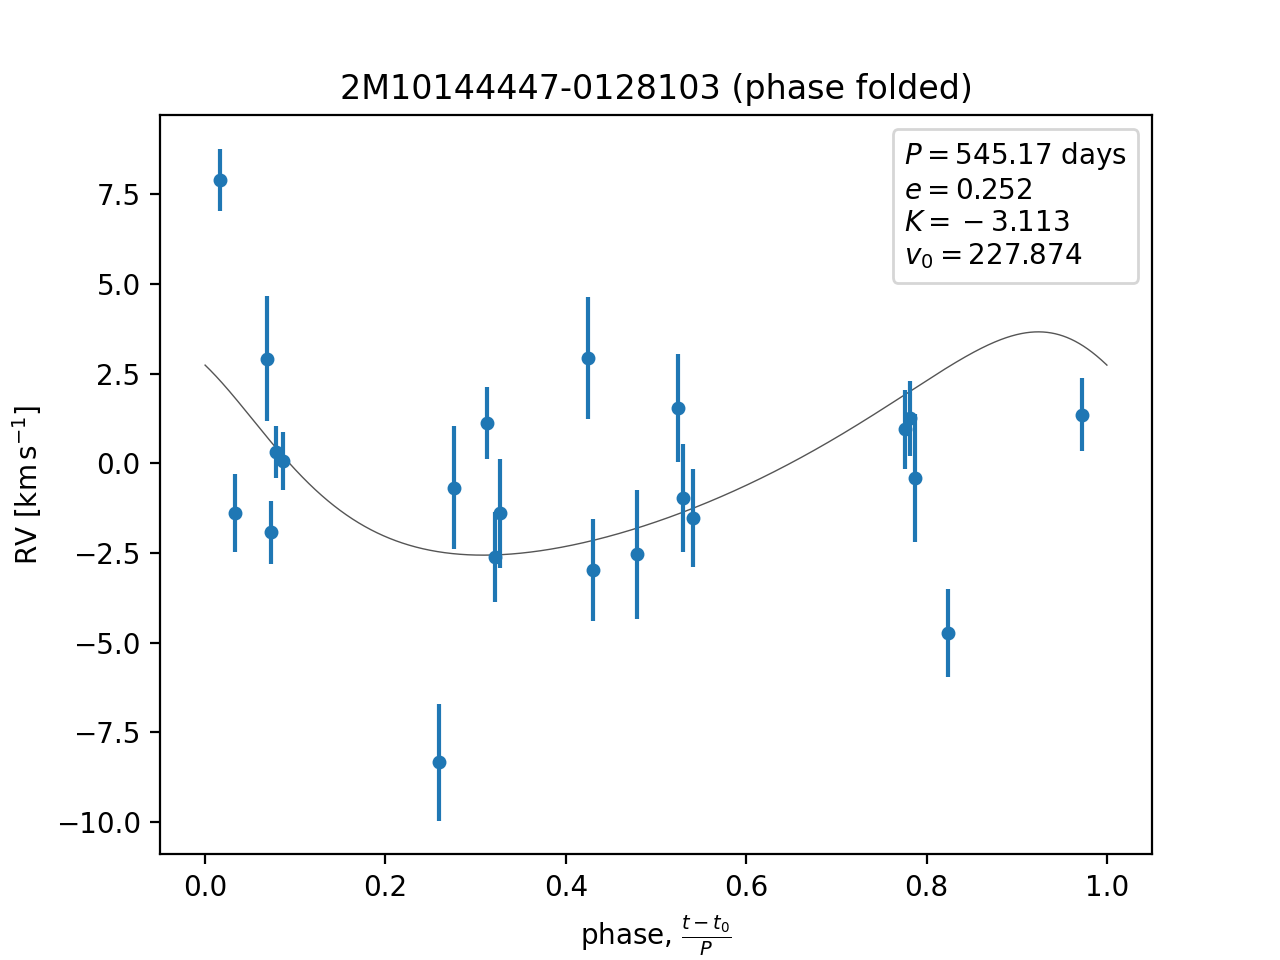 2M10144447-0128103 (phase folded)
P = 545.17 days
e = 0.252
K = −3.113
v₀ = 227.874
RV [km s⁻¹]
7.5
5.0
2.5
0.0
−2.5
−5.0
−7.5
−10.0
0.0 0.2 0.4 0.6 0.8 1.0
phase, (t − t₀)/P